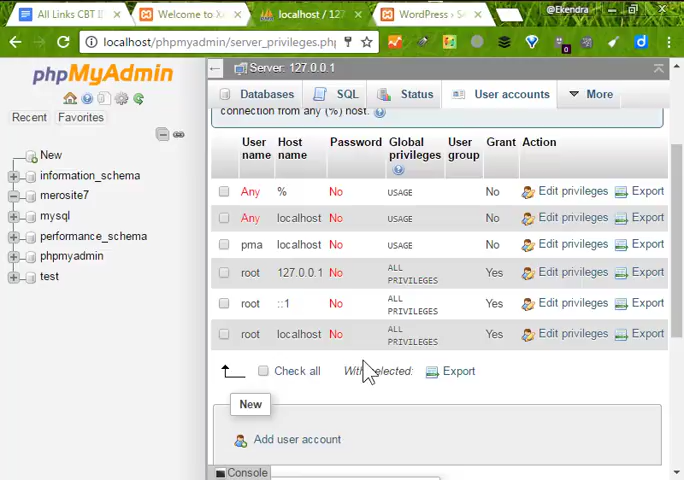 @Ekendra
All Links CBT I
Welcome to X
localhost / 127
WordPress › S
localhost/phpmyadmin/server_privileges.php
phpMyAdmin
Recent
Favorites
New
information_schema
merosite7
mysql
performance_schema
phpmyadmin
test
Server: 127.0.0.1
Databases
SQL
Status
User accounts
More
connection from any (%) host.
User name Host name Password Global privileges User group Grant Action
Any % No USAGE No Edit privileges Export
Any localhost No USAGE No Edit privileges Export
pma localhost No USAGE No Edit privileges Export
root 127.0.0.1 No ALL PRIVILEGES Yes Edit privileges Export
root ::1 No ALL PRIVILEGES Yes Edit privileges Export
root localhost No ALL PRIVILEGES Yes Edit privileges Export
Check all With selected: Export
New
Add user account
Console